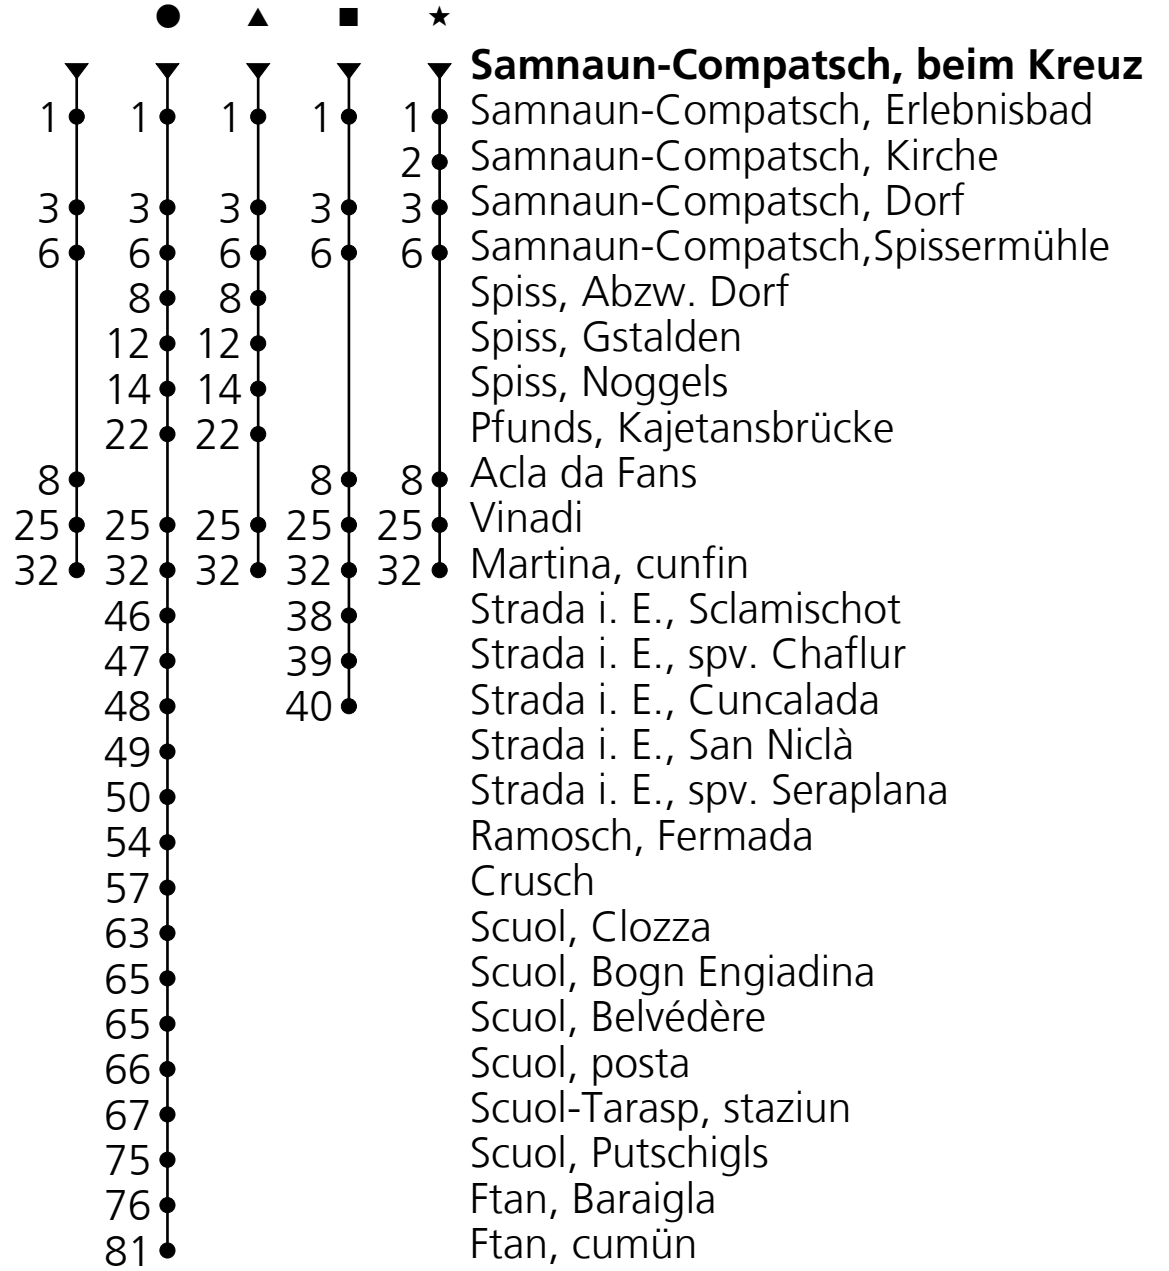 ● ▲ ■ ★
Samnaun-Compatsch, beim Kreuz
1 1 1 1 1 Samnaun-Compatsch, Erlebnisbad
2 Samnaun-Compatsch, Kirche
3 3 3 3 3 Samnaun-Compatsch, Dorf
6 6 6 6 6 Samnaun-Compatsch,Spissermühle
8 8 Spiss, Abzw. Dorf
12 12 Spiss, Gstalden
14 14 Spiss, Noggels
22 22 Pfunds, Kajetansbrücke
8 8 8 Acla da Fans
25 25 25 25 25 Vinadi
32 32 32 32 32 Martina, cunfin
46 38 Strada i. E., Sclamischot
47 39 Strada i. E., spv. Chaflur
48 40 Strada i. E., Cuncalada
49 Strada i. E., San Niclà
50 Strada i. E., spv. Seraplana
54 Ramosch, Fermada
57 Crusch
63 Scuol, Clozza
65 Scuol, Bogn Engiadina
65 Scuol, Belvédère
66 Scuol, posta
67 Scuol-Tarasp, staziun
75 Scuol, Putschigls
76 Ftan, Baraigla
81 Ftan, cumün